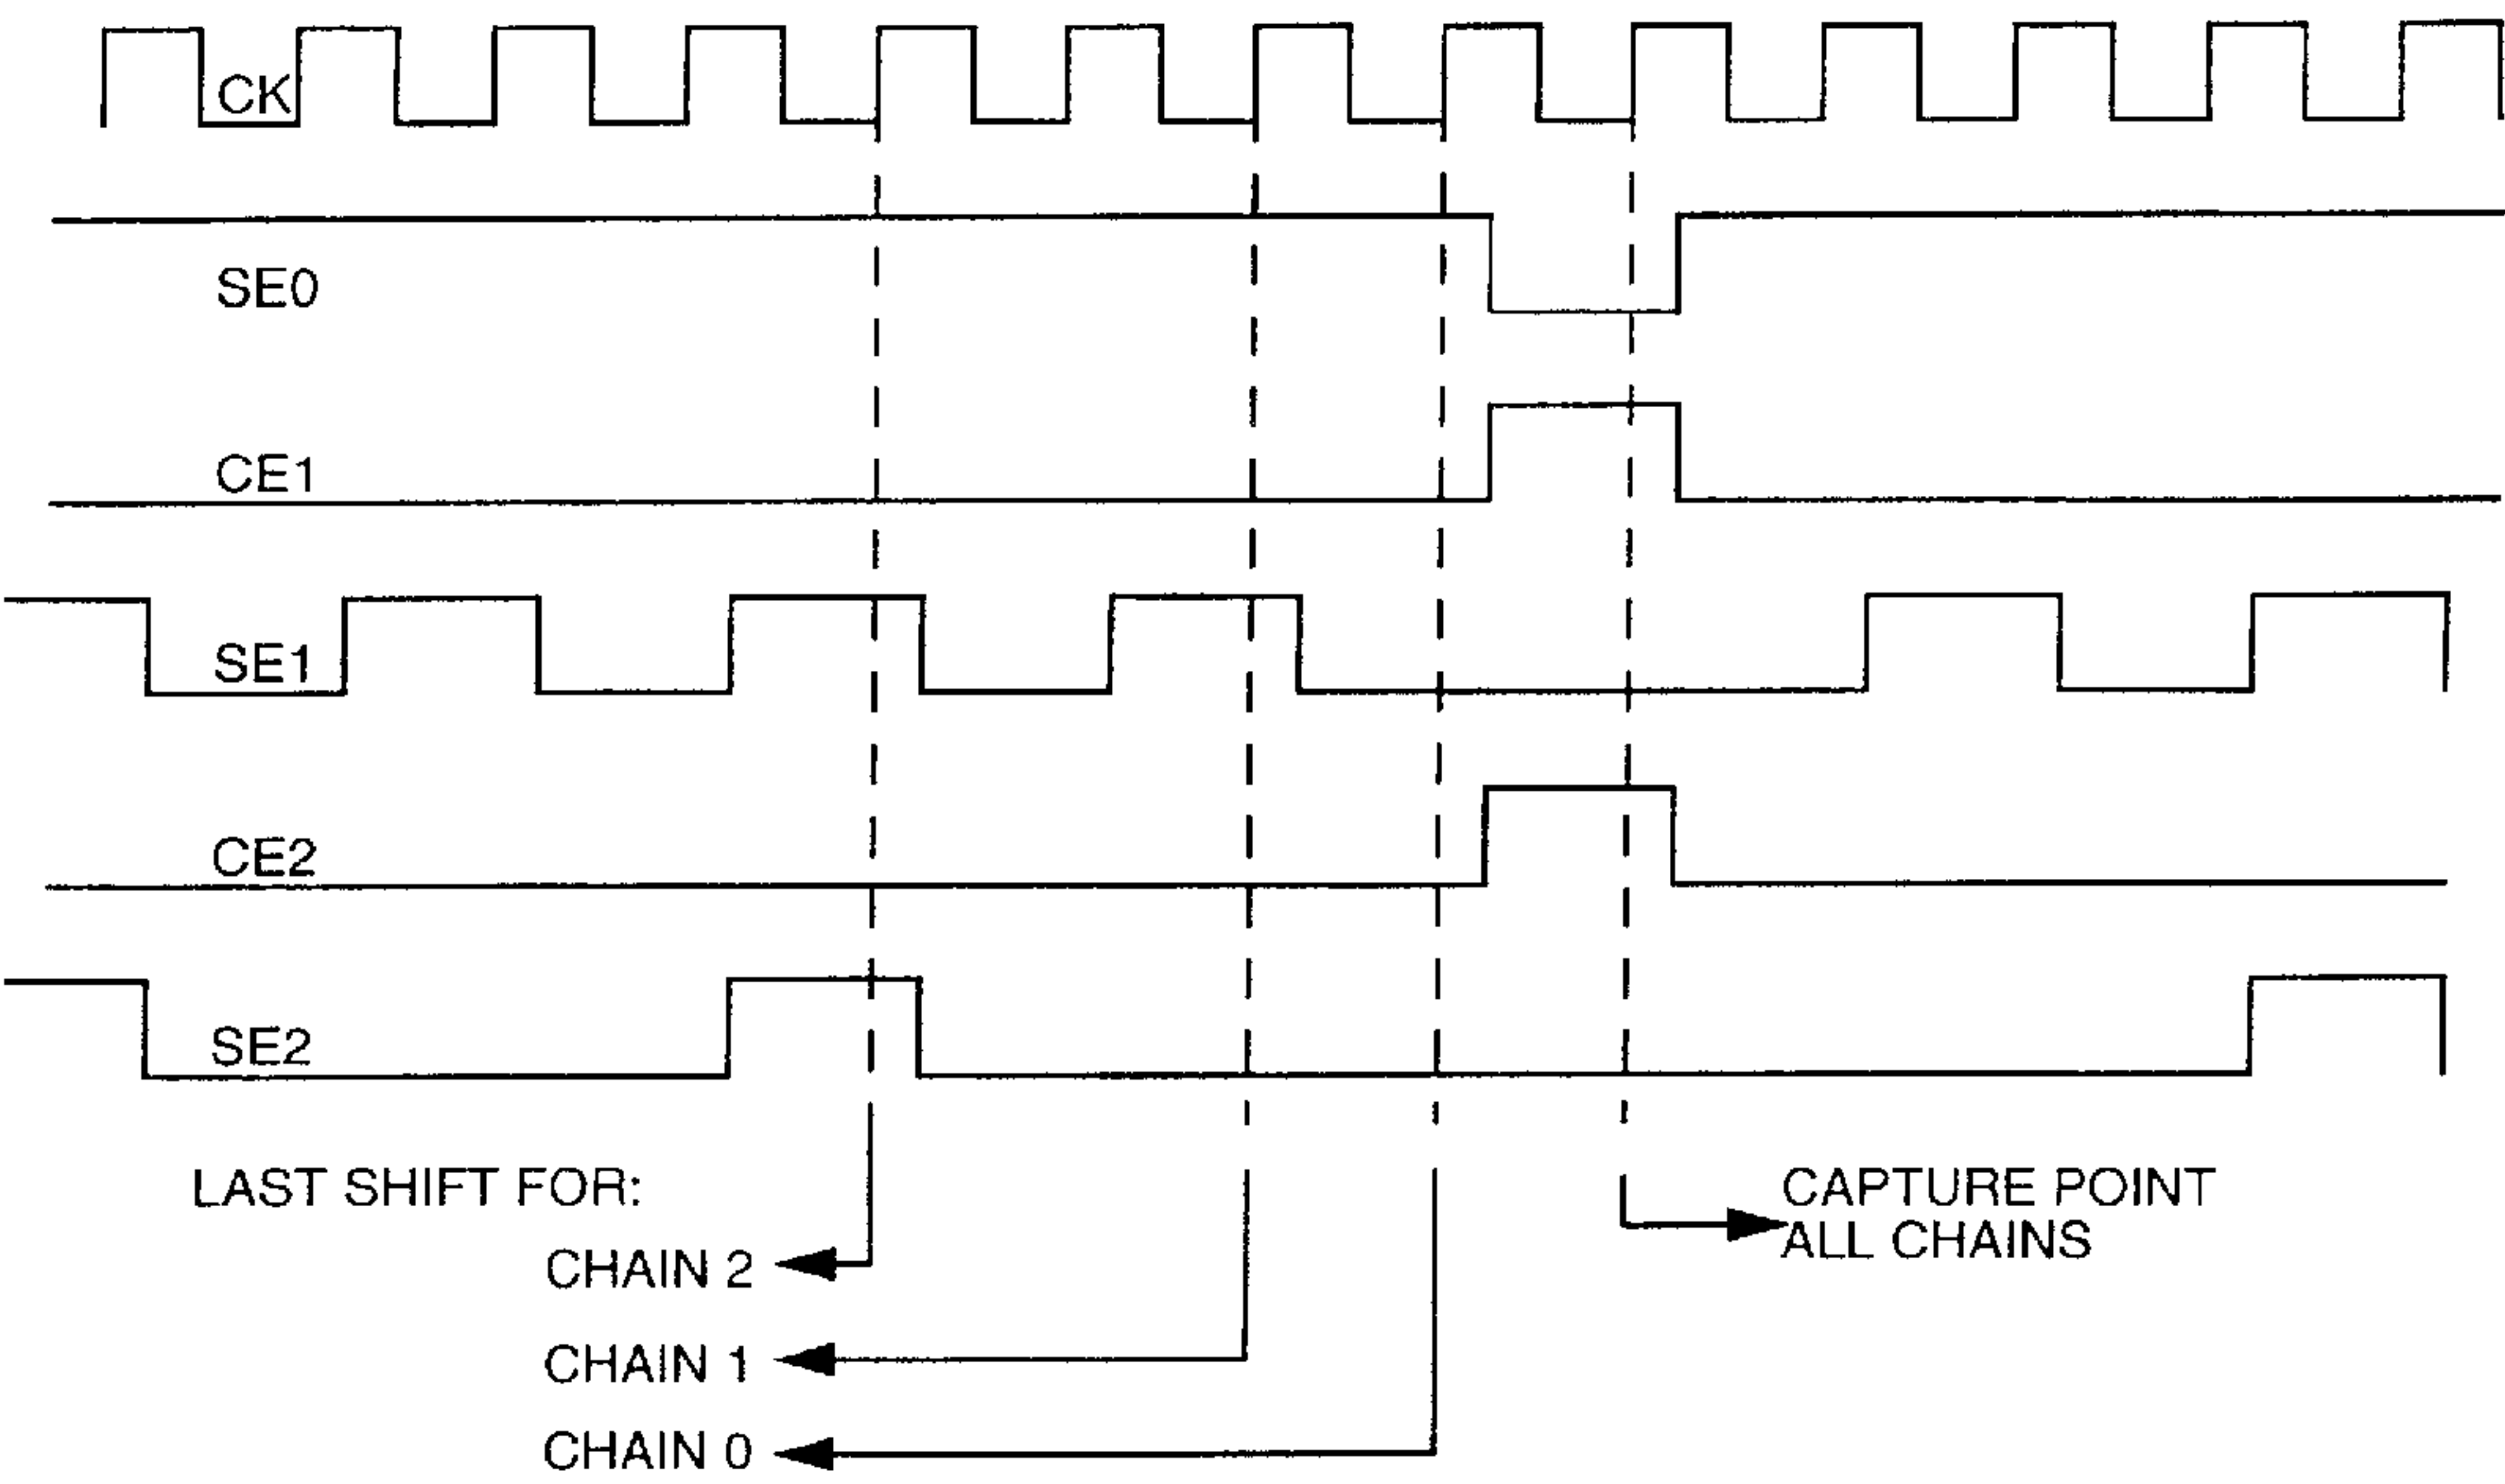 CK
SE0
CE1
SE1
CE2
SE2
LAST SHIFT FOR:
CAPTURE POINT
ALL CHAINS
CHAIN 2
CHAIN 1
CHAIN 0